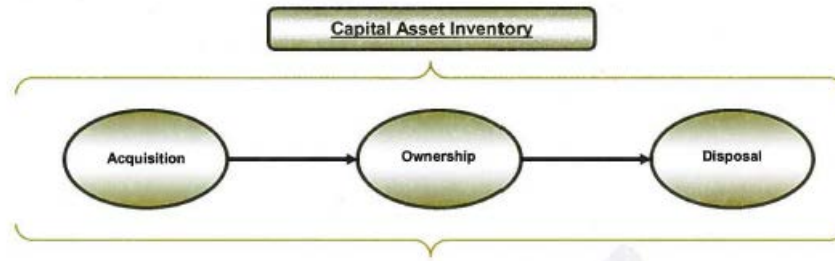 Capital Asset Inventory
Acquisition
Ownership
Disposal